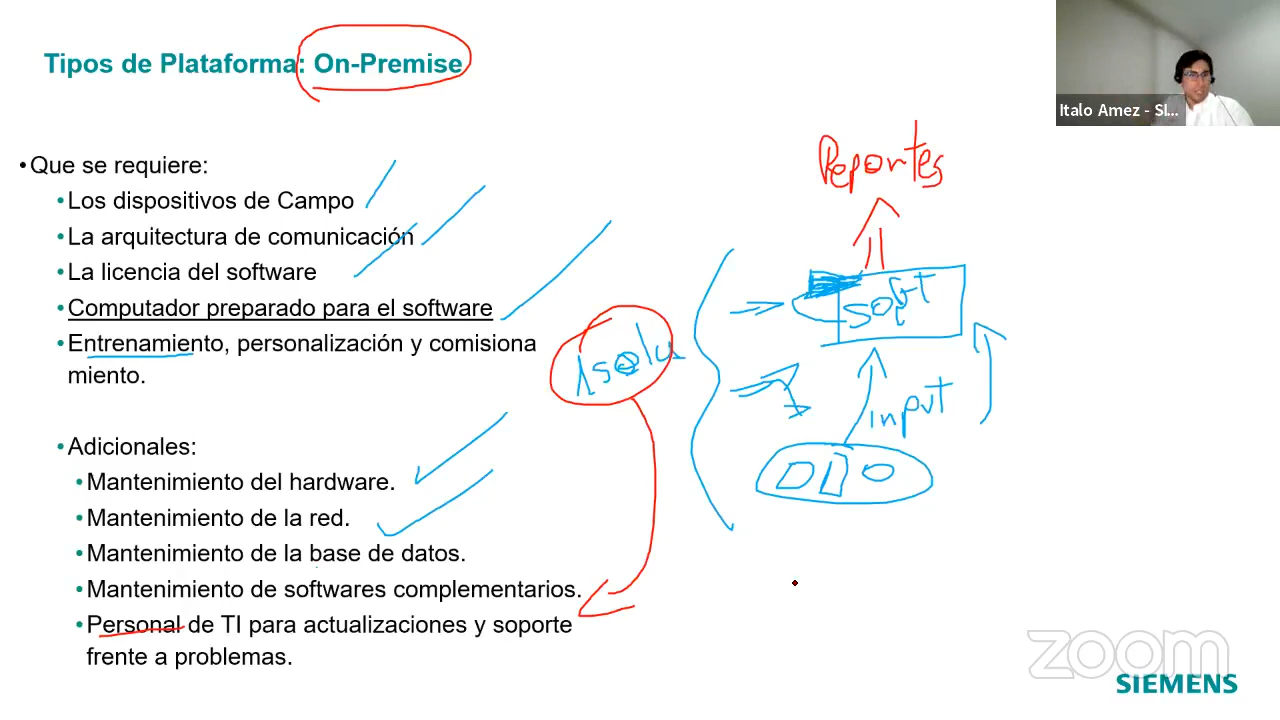 Tipos de Plataforma: On-Premise
Italo Amez - SI...
•Que se requiere:
•Los dispositivos de Campo
•La arquitectura de comunicación
•La licencia del software
•Computador preparado para el software
•Entrenamiento, personalización y comisiona
miento.
•Adicionales:
•Mantenimiento del hardware.
•Mantenimiento de la red.
•Mantenimiento de la base de datos.
•Mantenimiento de softwares complementarios.
•Personal de TI para actualizaciones y soporte
frente a problemas.
Reportes
soft
input
zoom
SIEMENS